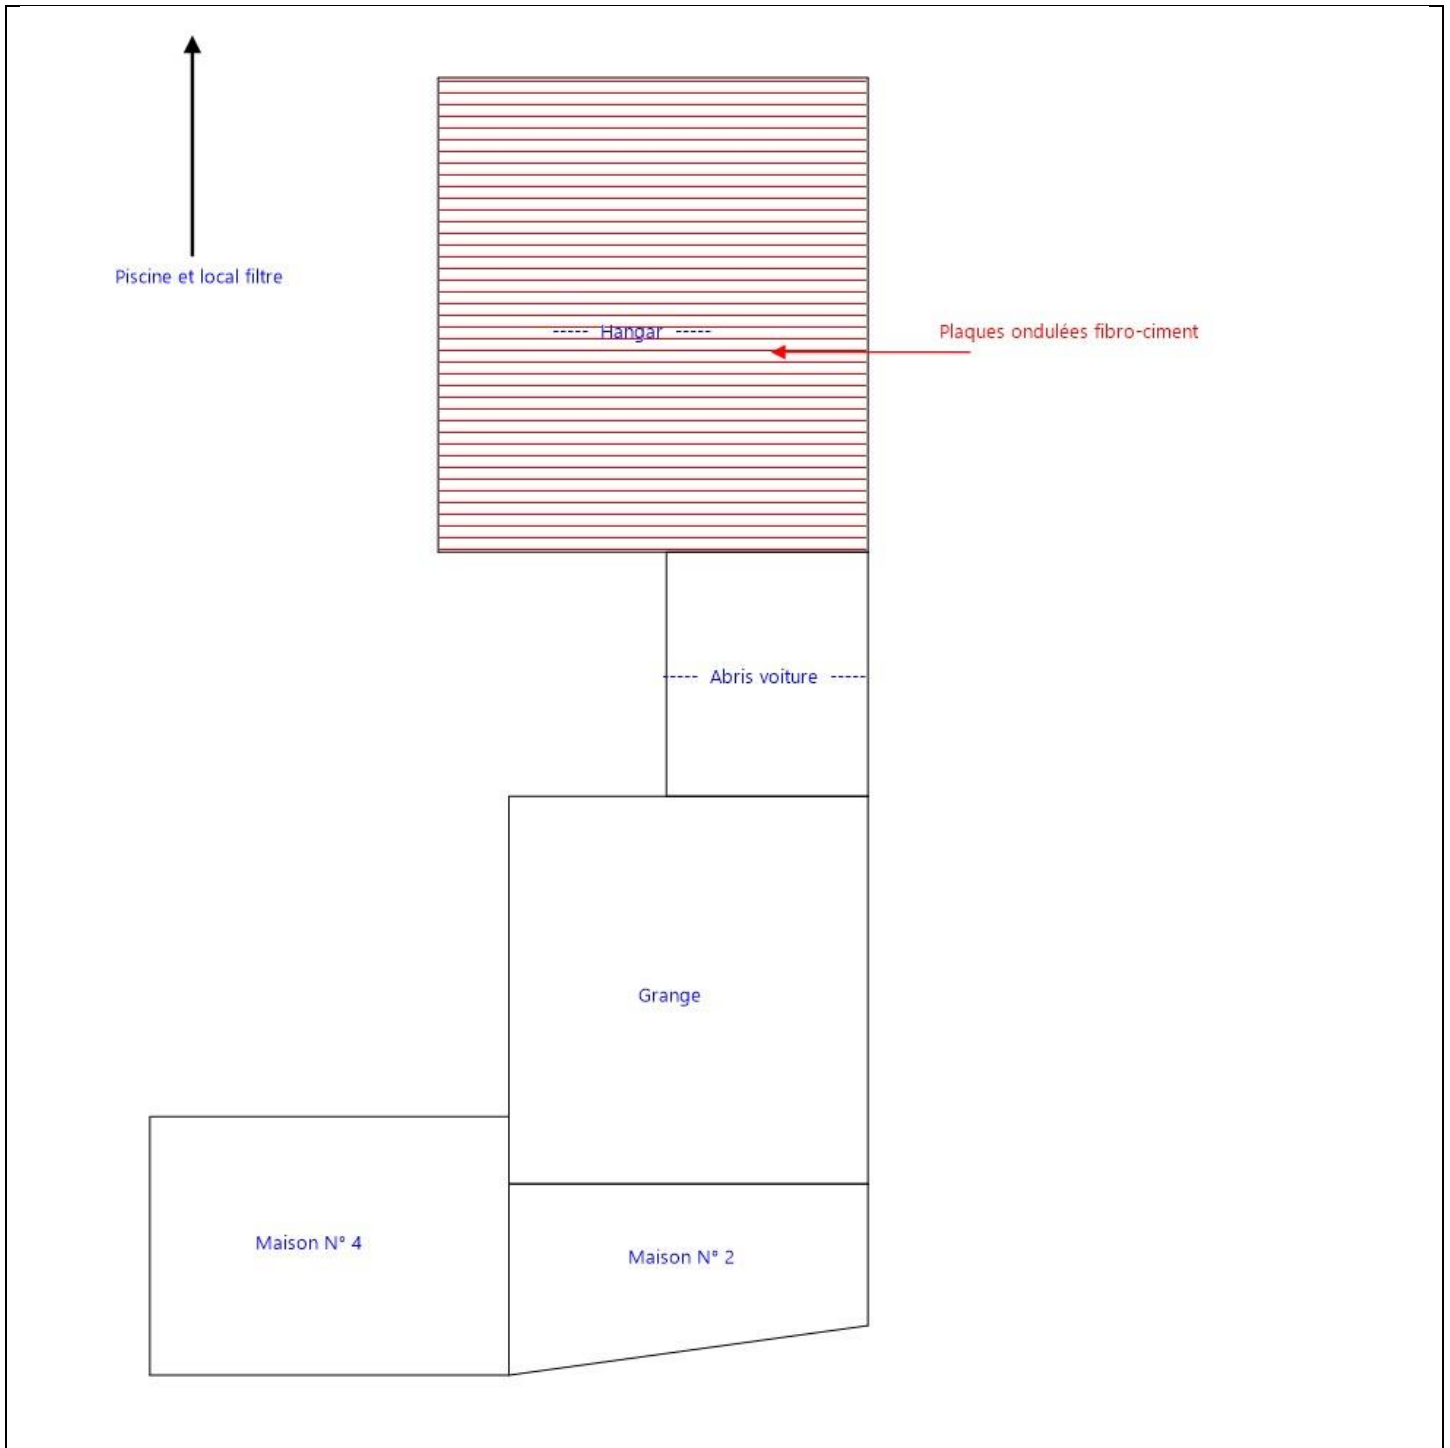 Piscine et local filtre
----- Hangar -----
Plaques ondulées fibro-ciment
----- Abris voiture -----
Grange
Maison N° 4
Maison N° 2